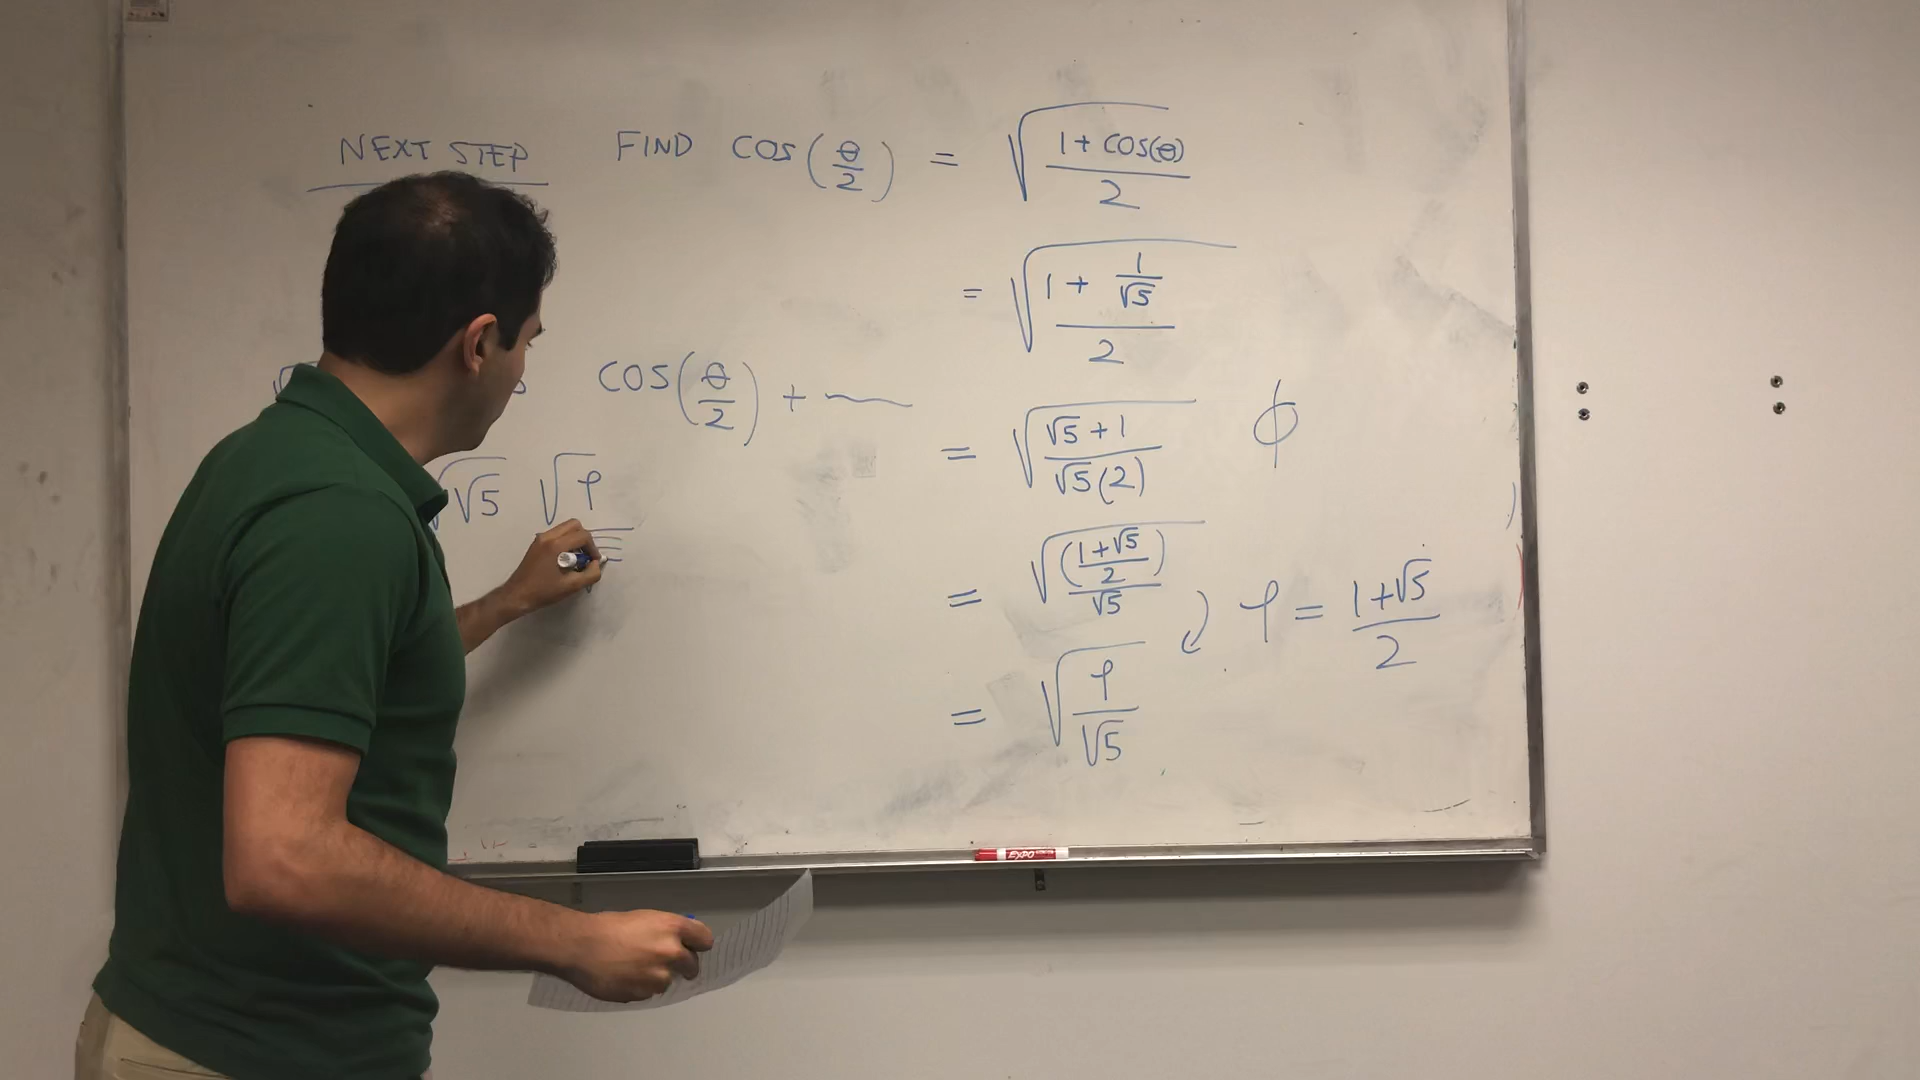 NEXT STEP FIND COS(θ/2) = √((1 + COS(θ))/2)
= √((1 + 1/√5)/2)
COS(θ/2) + = √((√5 + 1)/(√5(2))) ϕ
√√5 √φ
= √(((1+√5)/2)/√5) φ = (1+√5)/2
= √(φ/√5)
EXPO